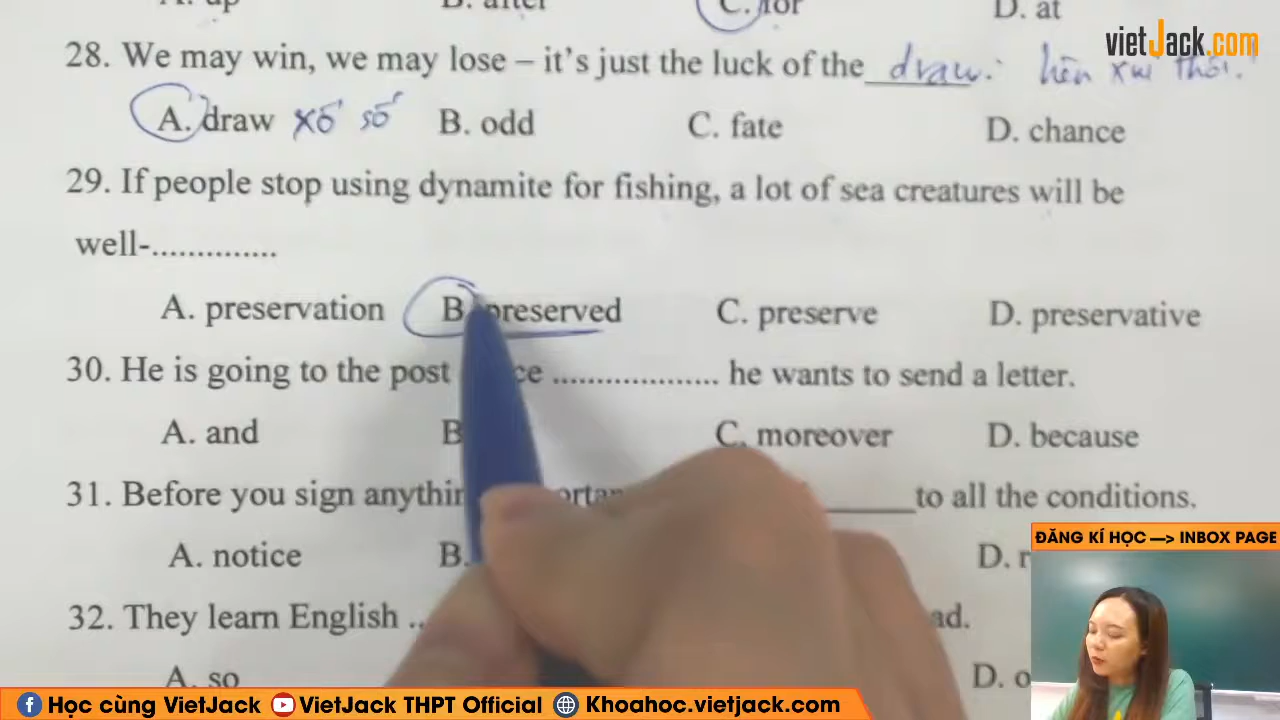 A. up B. after C. for D. at
vietJack.com
28. We may win, we may lose – it's just the luck of the draw. hên xui thôi.
A. draw xổ số B. odd C. fate D. chance
29. If people stop using dynamite for fishing, a lot of sea creatures will be
well-..............
A. preservation B. preserved C. preserve D. preservative
30. He is going to the post .................... he wants to send a letter.
A. and B C. moreover D. because
31. Before you sign to all the conditions.
A. notice B. D.
32. They learn English ..
A. so D.
ĐĂNG KÍ HỌC —> INBOX PAGE
Học cùng VietJack VietJack THPT Official Khoahoc.vietjack.com